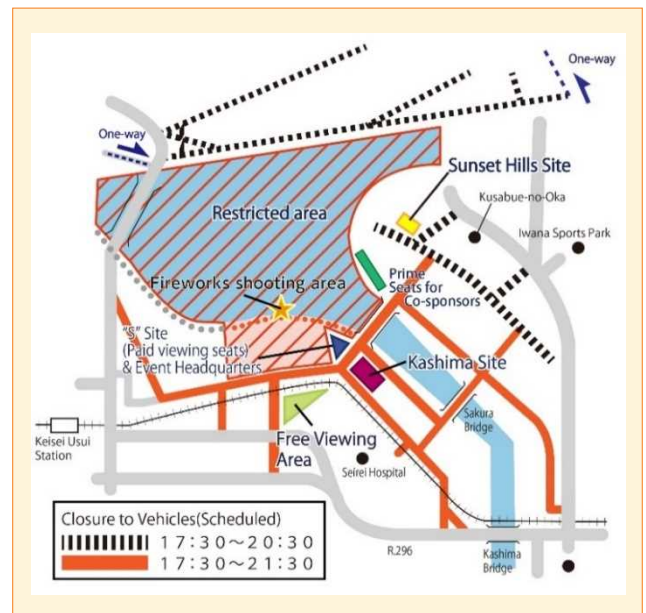 One-way
One-way
Sunset Hills Site
Kusabue-no-Oka
Iwana Sports Park
Restricted area
Prime
Seats for
Co-sponsors
Fireworks shooting area
"S" Site
(Paid viewing seats)
& Event Headquarters
Kashima Site
Sakura
Bridge
Keisei Usui
Station
Free Viewing
Area
Seirei Hospital
Closure to Vehicles(Scheduled)
17:30~20:30
17:30~21:30
R.296
Kashima
Bridge